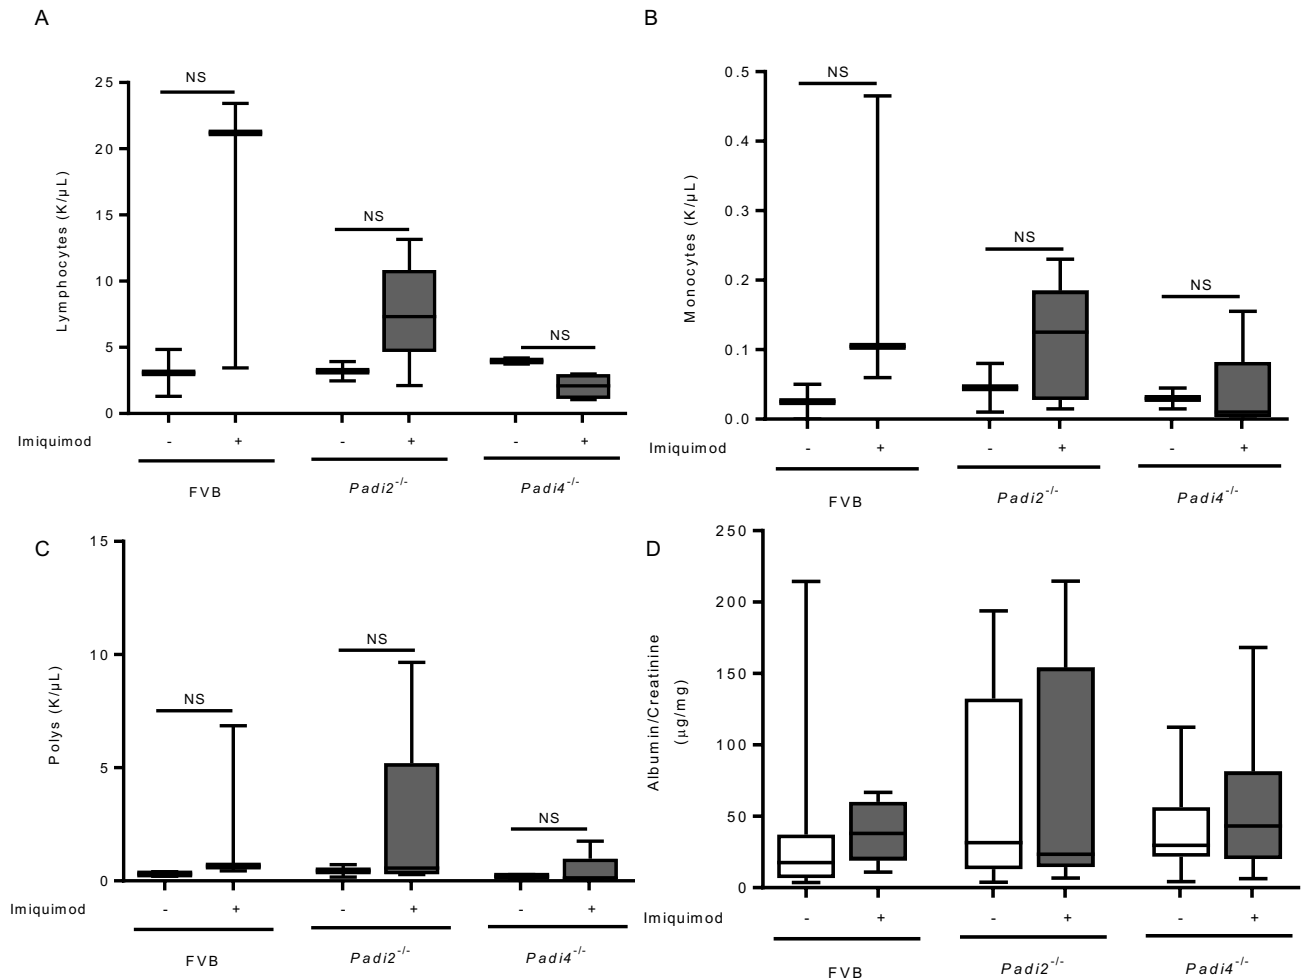 A
Lymphocytes (K/µL)
25
20
15
10
5
0
NS
NS
NS
Imiquimod - + - + - +
FVB Padi2-/- Padi4-/-
B
Monocytes (K/µL)
0.5
0.4
0.3
0.2
0.1
0.0
NS
NS
NS
Imiquimod - + - + - +
FVB Padi2-/- Padi4-/-
C
Polys (K/µL)
15
10
5
0
NS
NS
NS
Imiquimod - + - + - +
FVB Padi2-/- Padi4-/-
D
Albumin/Creatinine
(µg/mg)
250
200
150
100
50
0
Imiquimod - + - + - +
FVB Padi2-/- Padi4-/-